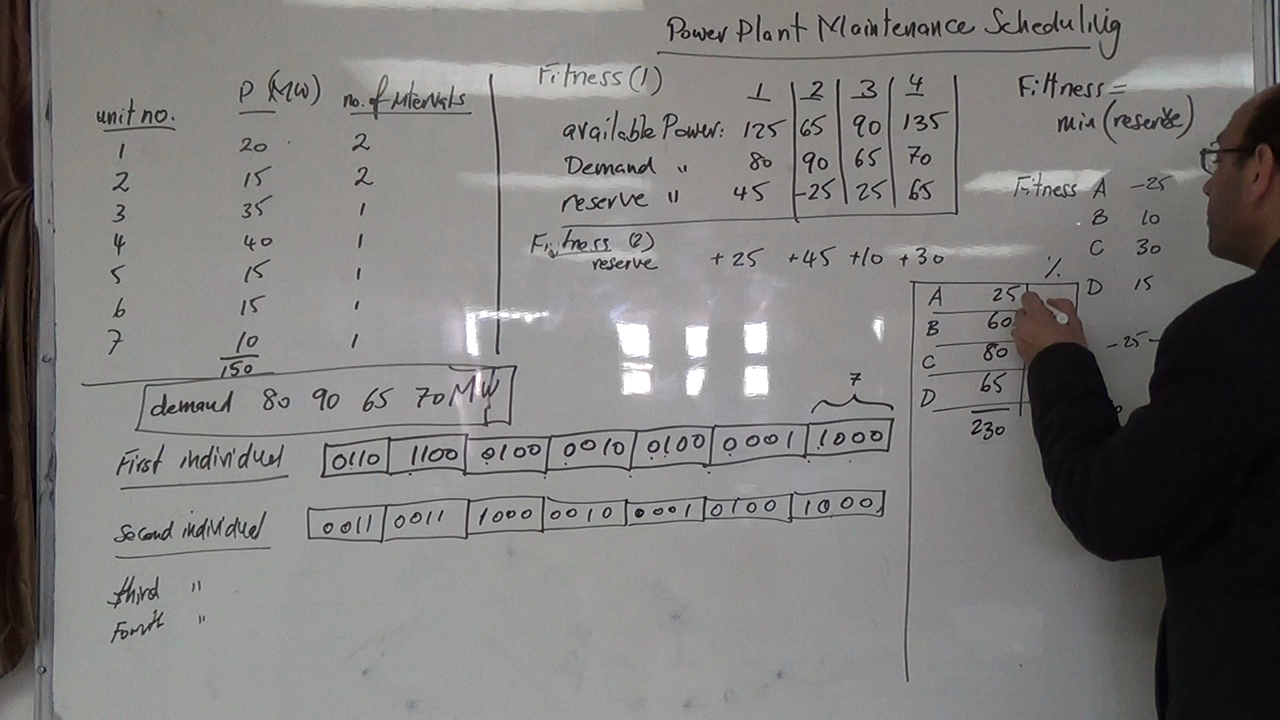 Power Plant Maintenance Scheduling
unit no. P (MW) no. of intervals
1 20 2
2 15 2
3 35 1
4 40 1
5 15 1
6 15 1
7 10 1
150
demand 80 90 65 70 MW
Fitness (1)
1 2 3 4
available Power: 125 65 90 135
Demand " 80 90 65 70
reserve " 45 -25 25 65
Fitness (2)
reserve +25 +45 +10 +30
Fittness =
min (reserve)
Fitness A -25
B 10
C 30
D 15
-25-
%
A 25
B 60
C 80
D 65
230
7
First individuel 0110 1100 0100 0010 0100 0001 1000
Second individuel 0011 0011 1000 0010 0001 0100 1000
third "
Fourth "